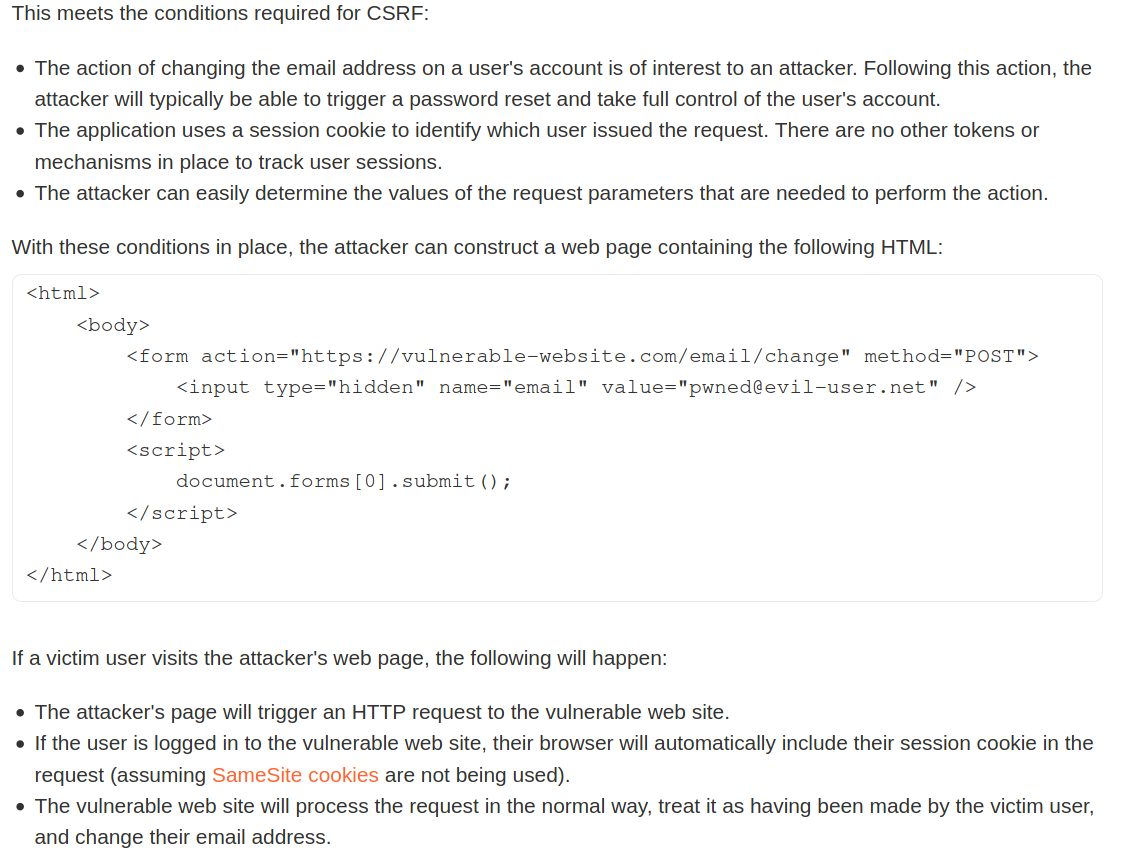 This meets the conditions required for CSRF:
• The action of changing the email address on a user's account is of interest to an attacker. Following this action, the
attacker will typically be able to trigger a password reset and take full control of the user's account.
• The application uses a session cookie to identify which user issued the request. There are no other tokens or
mechanisms in place to track user sessions.
• The attacker can easily determine the values of the request parameters that are needed to perform the action.
With these conditions in place, the attacker can construct a web page containing the following HTML:
<html>
    <body>
        <form action="https://vulnerable-website.com/email/change" method="POST">
            <input type="hidden" name="email" value="pwned@evil-user.net" />
        </form>
        <script>
            document.forms[0].submit();
        </script>
    </body>
</html>
If a victim user visits the attacker's web page, the following will happen:
• The attacker's page will trigger an HTTP request to the vulnerable web site.
• If the user is logged in to the vulnerable web site, their browser will automatically include their session cookie in the
request (assuming SameSite cookies are not being used).
• The vulnerable web site will process the request in the normal way, treat it as having been made by the victim user,
and change their email address.